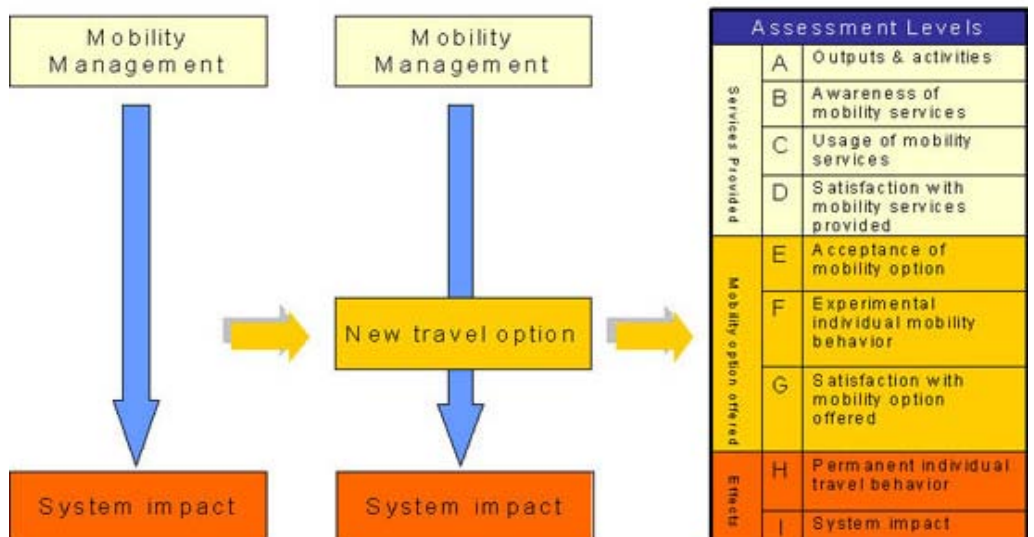 Mobility
Management
System impact
Mobility
Management
New travel option
System impact
Assessment Levels
Services Provided
A
Outputs & activities
B
Awareness of
mobility services
C
Usage of mobility
services
D
Satisfaction with
mobility services
provided
Mobility option offered
E
Acceptance of
mobility option
F
Experimental
individual mobility
behavior
G
Satisfaction with
mobility option
offered
Effects
H
Permanent individual
travel behavior
I
System impact